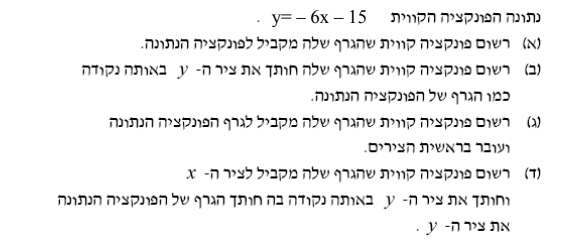 נתונה הפונקציה הקווית y= – 6x – 15 .
(א) רשום פונקציה קווית שהגרף שלה מקביל לפונקציה הנתונה.
(ב) רשום פונקציה קווית שהגרף שלה חותך את ציר ה- y באותה נקודה
כמו הגרף של הפונקציה הנתונה.
(ג) רשום פונקציה קווית שהגרף שלה מקביל לגרף הפונקציה הנתונה
ועובר בראשית הצירים.
(ד) רשום פונקציה קווית שהגרף שלה מקביל לציר ה- x
וחותך את ציר ה- y באותה נקודה בה חותך הגרף של הפונקציה הנתונה
את ציר ה- y .